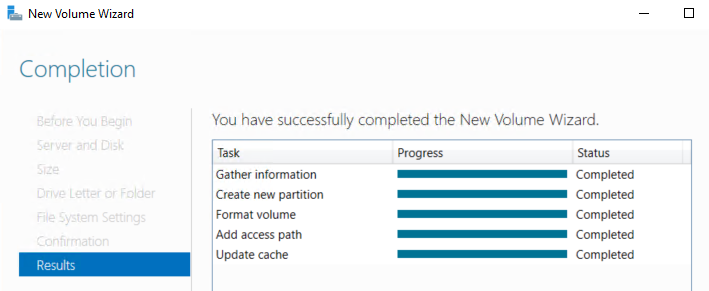 New Volume Wizard
Completion
Before You Begin
Server and Disk
Size
Drive Letter or Folder
File System Settings
Confirmation
Results
You have successfully completed the New Volume Wizard.
Task Progress Status
Gather information Completed
Create new partition Completed
Format volume Completed
Add access path Completed
Update cache Completed